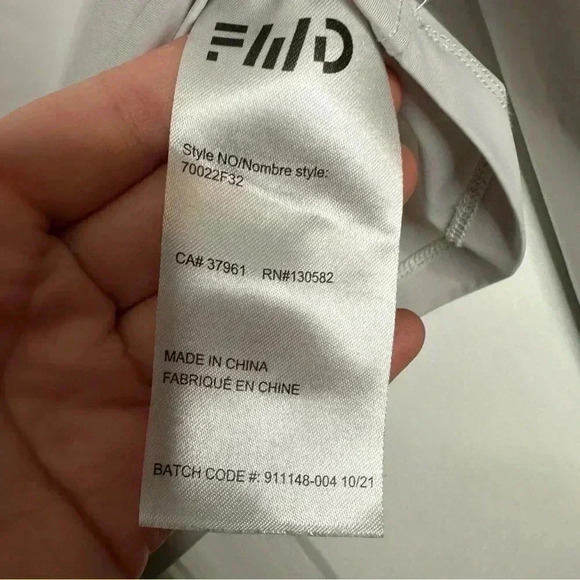 FWD
Style NO/Nombre style:
70022F32
CA# 37961 RN#130582
MADE IN CHINA
FABRIQUÉ EN CHINE
BATCH CODE #: 911148-004 10/21